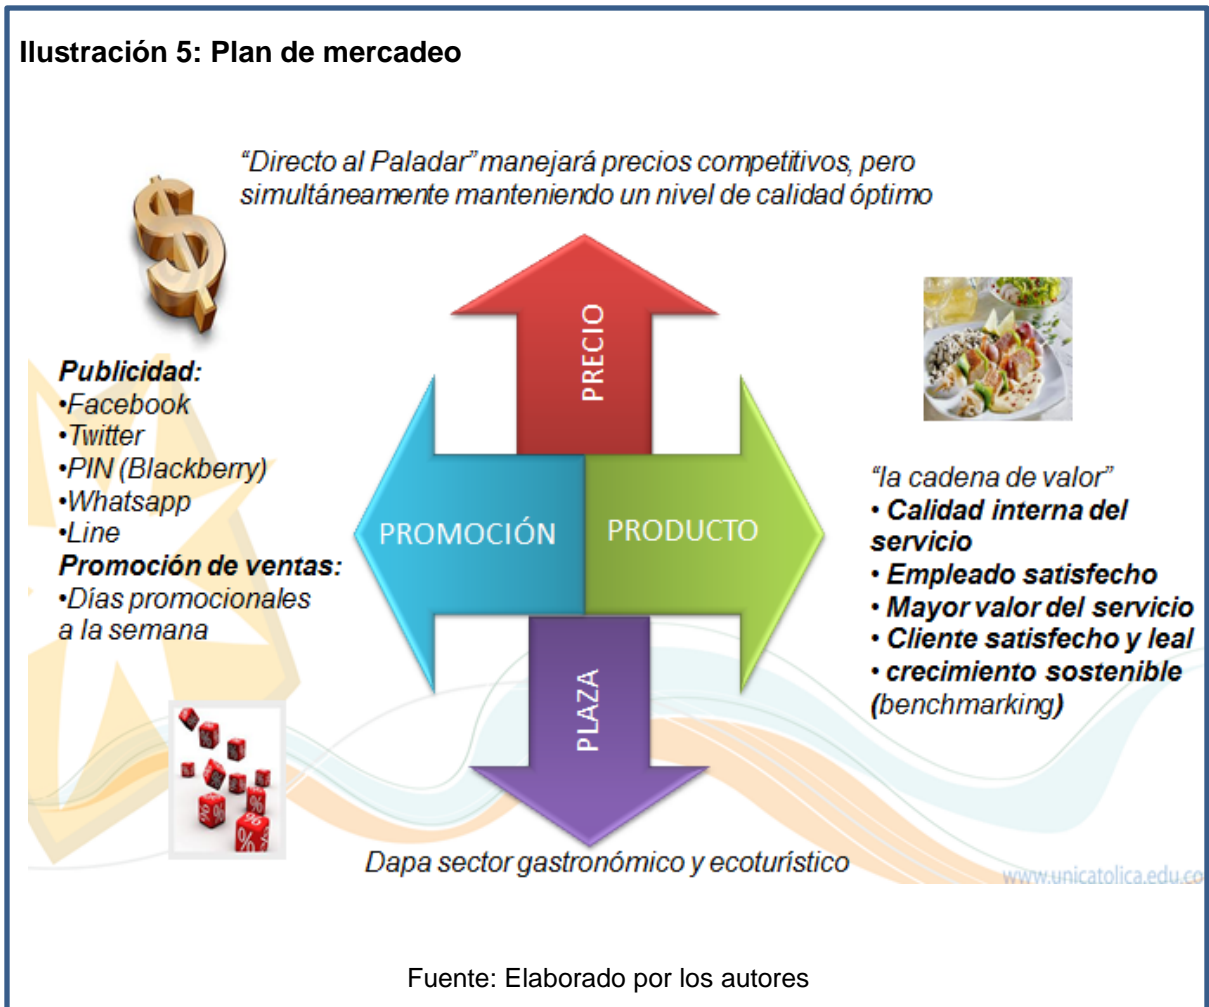 Ilustración 5: Plan de mercadeo
“Directo al Paladar” manejará precios competitivos, pero
simultáneamente manteniendo un nivel de calidad óptimo
PRECIO
Publicidad:
•Facebook
•Twitter
•PIN (Blackberry)
•Whatsapp
•Line
Promoción de ventas:
•Días promocionales
a la semana
PROMOCIÓN
PRODUCTO
“la cadena de valor”
• Calidad interna del
servicio
• Empleado satisfecho
• Mayor valor del servicio
• Cliente satisfecho y leal
• crecimiento sostenible
(benchmarking)
PLAZA
Dapa sector gastronómico y ecoturístico
www.unicatolica.edu.co
Fuente: Elaborado por los autores